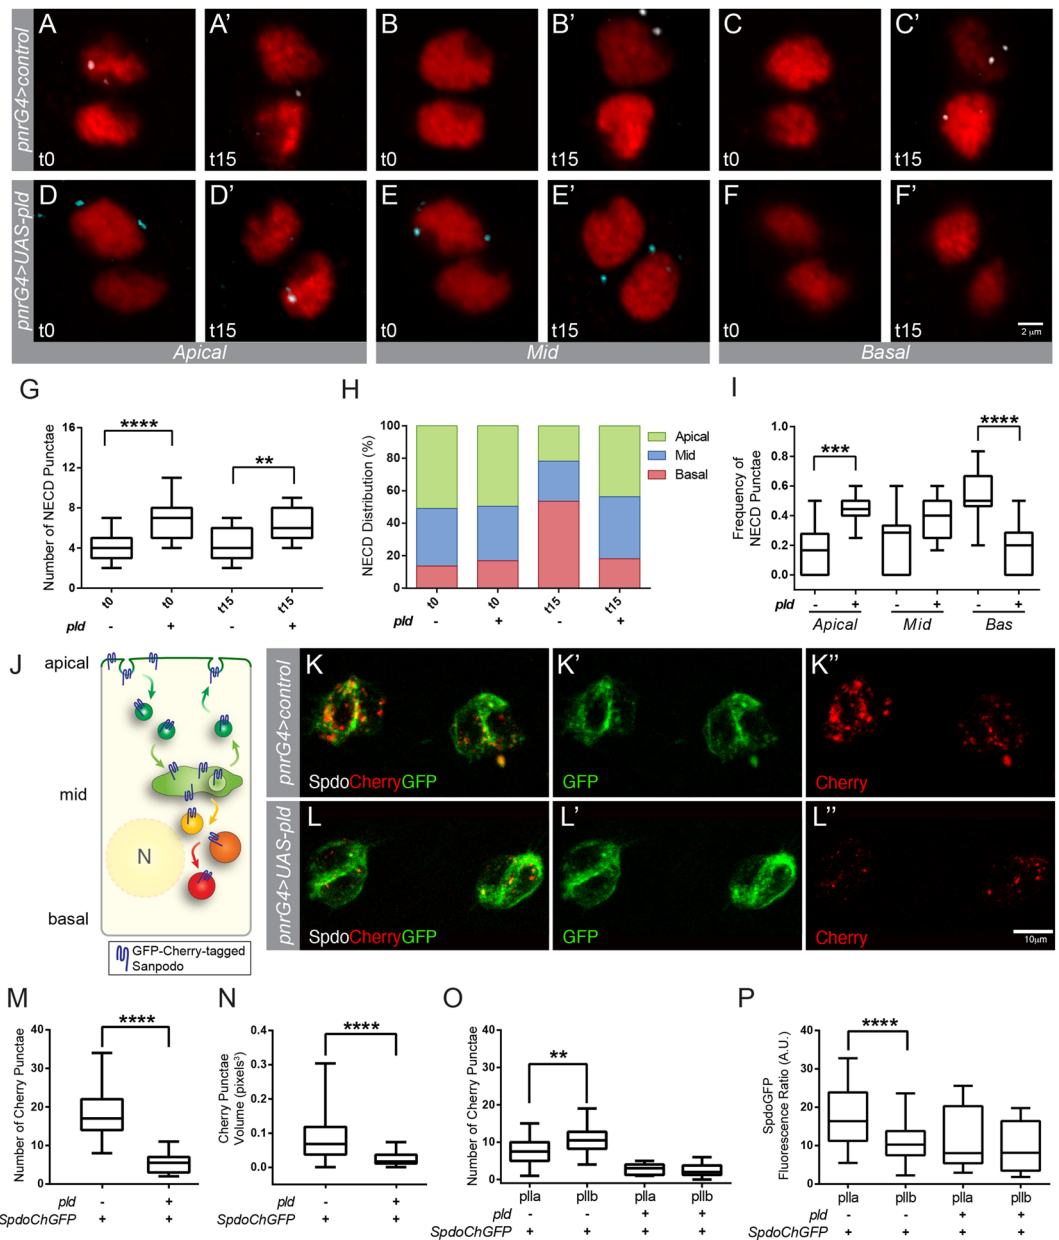 pnrG4>control
A
t0
A'
t15
B
t0
B'
t15
C
t0
C'
t15
pnrG4>UAS-pld
D
t0
D'
t15
E
t0
E'
t15
F
t0
F'
t15
2 μm
Apical
Mid
Basal
G
Number of NECD Punctae
16
12
8
4
0
****
**
t0
t0
t15
t15
pld
-
+
-
+
H
NECD Distribution (%)
100
80
60
40
20
0
Apical
Mid
Basal
t0
t0
t15
t15
pld
-
+
-
+
I
Frequency of
NECD Punctae
1.0
0.8
0.6
0.4
0.2
0.0
***
****
pld
-
+
-
+
-
+
Apical
Mid
Bas
J
apical
mid
basal
N
GFP-Cherry-tagged
Sanpodo
pnrG4>control
K
SpdoCherryGFP
K'
GFP
K''
Cherry
pnrG4>UAS-pld
L
SpdoCherryGFP
L'
GFP
L''
Cherry
10μm
M
Number of Cherry Punctae
40
30
20
10
0
****
pld
-
+
SpdoChGFP
+
+
N
Cherry Punctae
Volume (pixels³)
0.4
0.3
0.2
0.1
0.0
****
pld
-
+
SpdoChGFP
+
+
O
Number of Cherry Punctae
40
30
20
10
0
**
pIIa
pIIb
pIIa
pIIb
pld
-
-
+
+
SpdoChGFP
+
+
+
+
P
SpdoGFP
Fluorescence Ratio (A.U.)
40
30
20
10
0
****
pIIa
pIIb
pIIa
pIIb
pld
-
-
+
+
SpdoChGFP
+
+
+
+